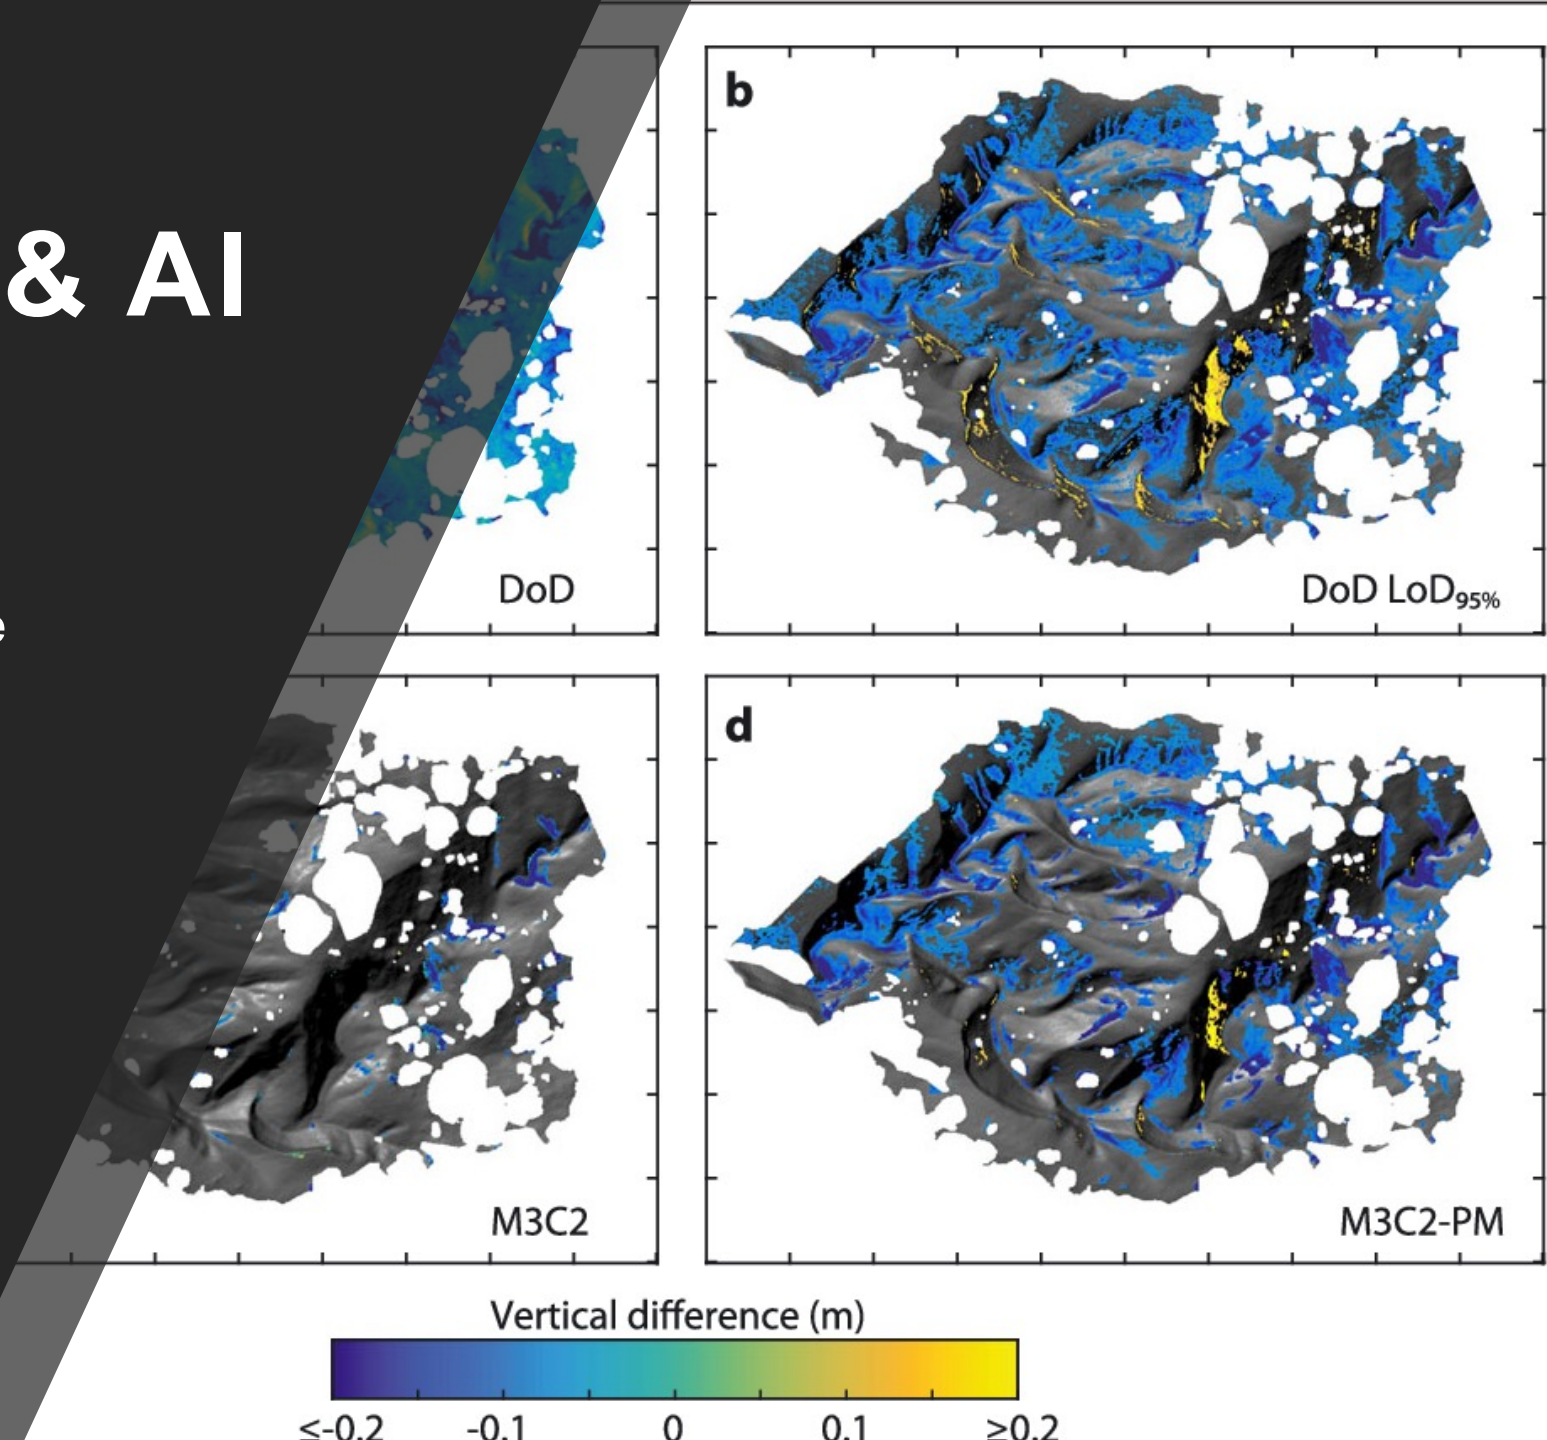 & AI
e
b
DoD
DoD LoD95%
d
M3C2
M3C2-PM
Vertical difference (m)
≤-0.2 -0.1 0 0.1 ≥0.2